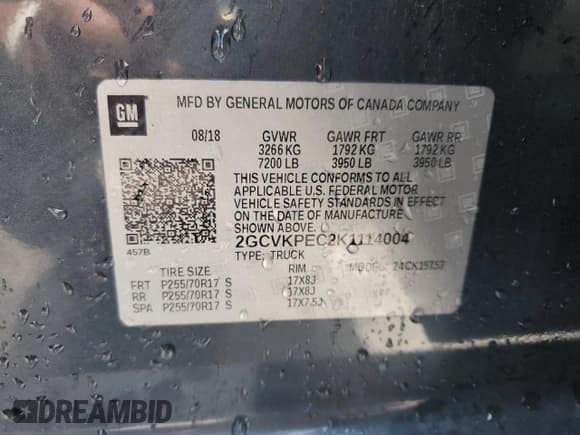 GM
MFD BY GENERAL MOTORS OF CANADA COMPANY
08/18 GVWR GAWR FRT GAWR RR
3266 KG 1792 KG 1792 KG
7200 LB 3950 LB 3950 LB
THIS VEHICLE CONFORMS TO ALL
APPLICABLE U.S. FEDERAL MOTOR
VEHICLE SAFETY STANDARDS IN EFFECT
ON THE DATE OF MANUFACTURE
SHOWN ABOVE.
2GCVKPEC2K1114004
457B
TYPE: TRUCK
TIRE SIZE RIM
FRT P255/70R17 S 17X8J
RR P255/70R17 S 17X8J
SPA P255/70R17 S 17X7.5J
DREAMBID